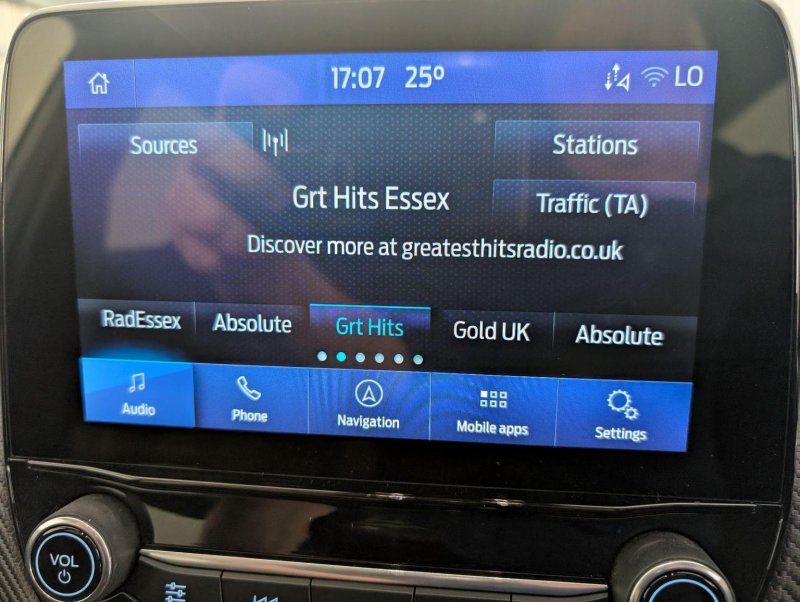 17:07 25° LO
Sources Stations
Grt Hits Essex Traffic (TA)
Discover more at greatesthitsradio.co.uk
RadEssex Absolute Grt Hits Gold UK Absolute
Audio Phone Navigation Mobile apps Settings
VOL